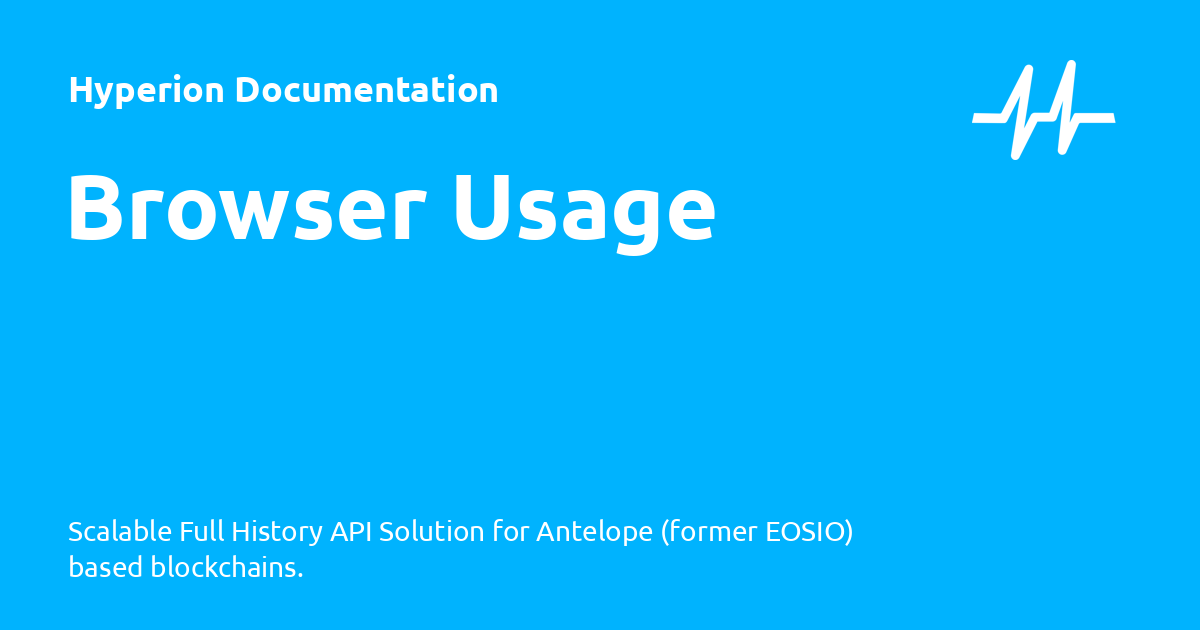 Hyperion Documentation
Browser Usage
Scalable Full History API Solution for Antelope (former EOSIO)
based blockchains.